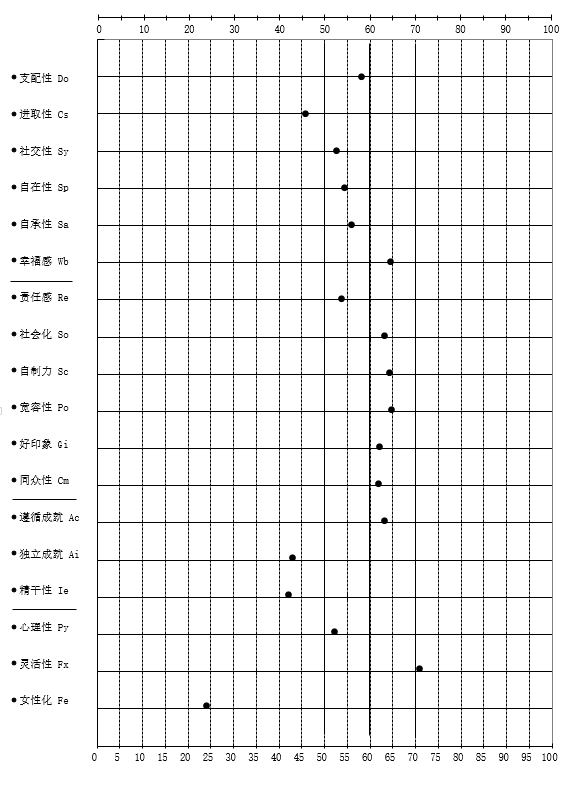 0 10 20 30 40 50 60 70 80 90 100
● 支配性 Do
● 进取性 Cs
● 社交性 Sy
● 自在性 Sp
● 自承性 Sa
● 幸福感 Wb
● 责任感 Re
● 社会化 So
● 自制力 Sc
● 宽容性 Po
● 好印象 Gi
● 同众性 Cm
● 遵循成就 Ac
● 独立成就 Ai
● 精干性 Ie
● 心理性 Py
● 灵活性 Fx
● 女性化 Fe
0 5 10 15 20 25 30 35 40 45 50 55 60 65 70 75 80 85 90 95 100